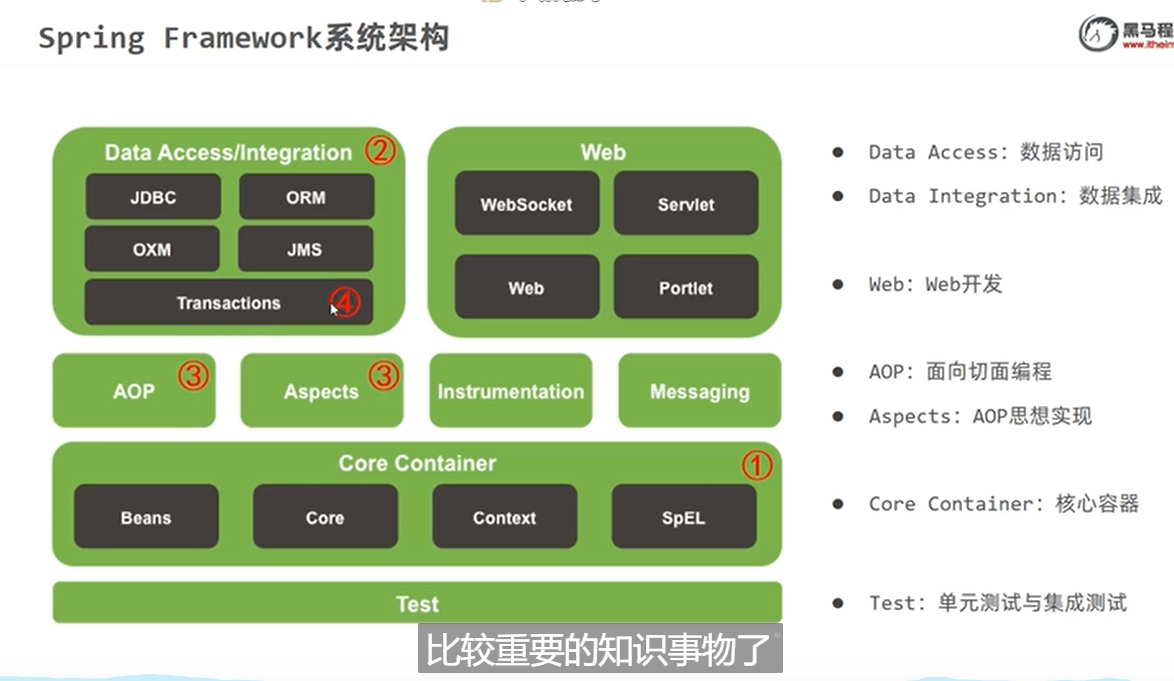 Spring Framework系统架构
黑马程
www.itheim
Data Access/Integration ②
JDBC
ORM
OXM
JMS
Transactions ④
Web
WebSocket
Servlet
Web
Portlet
AOP ③
Aspects ③
Instrumentation
Messaging
Core Container ①
Beans
Core
Context
SpEL
Test
● Data Access：数据访问
● Data Integration：数据集成
● Web：Web开发
● AOP：面向切面编程
● Aspects：AOP思想实现
● Core Container：核心容器
● Test：单元测试与集成测试
比较重要的知识事物了